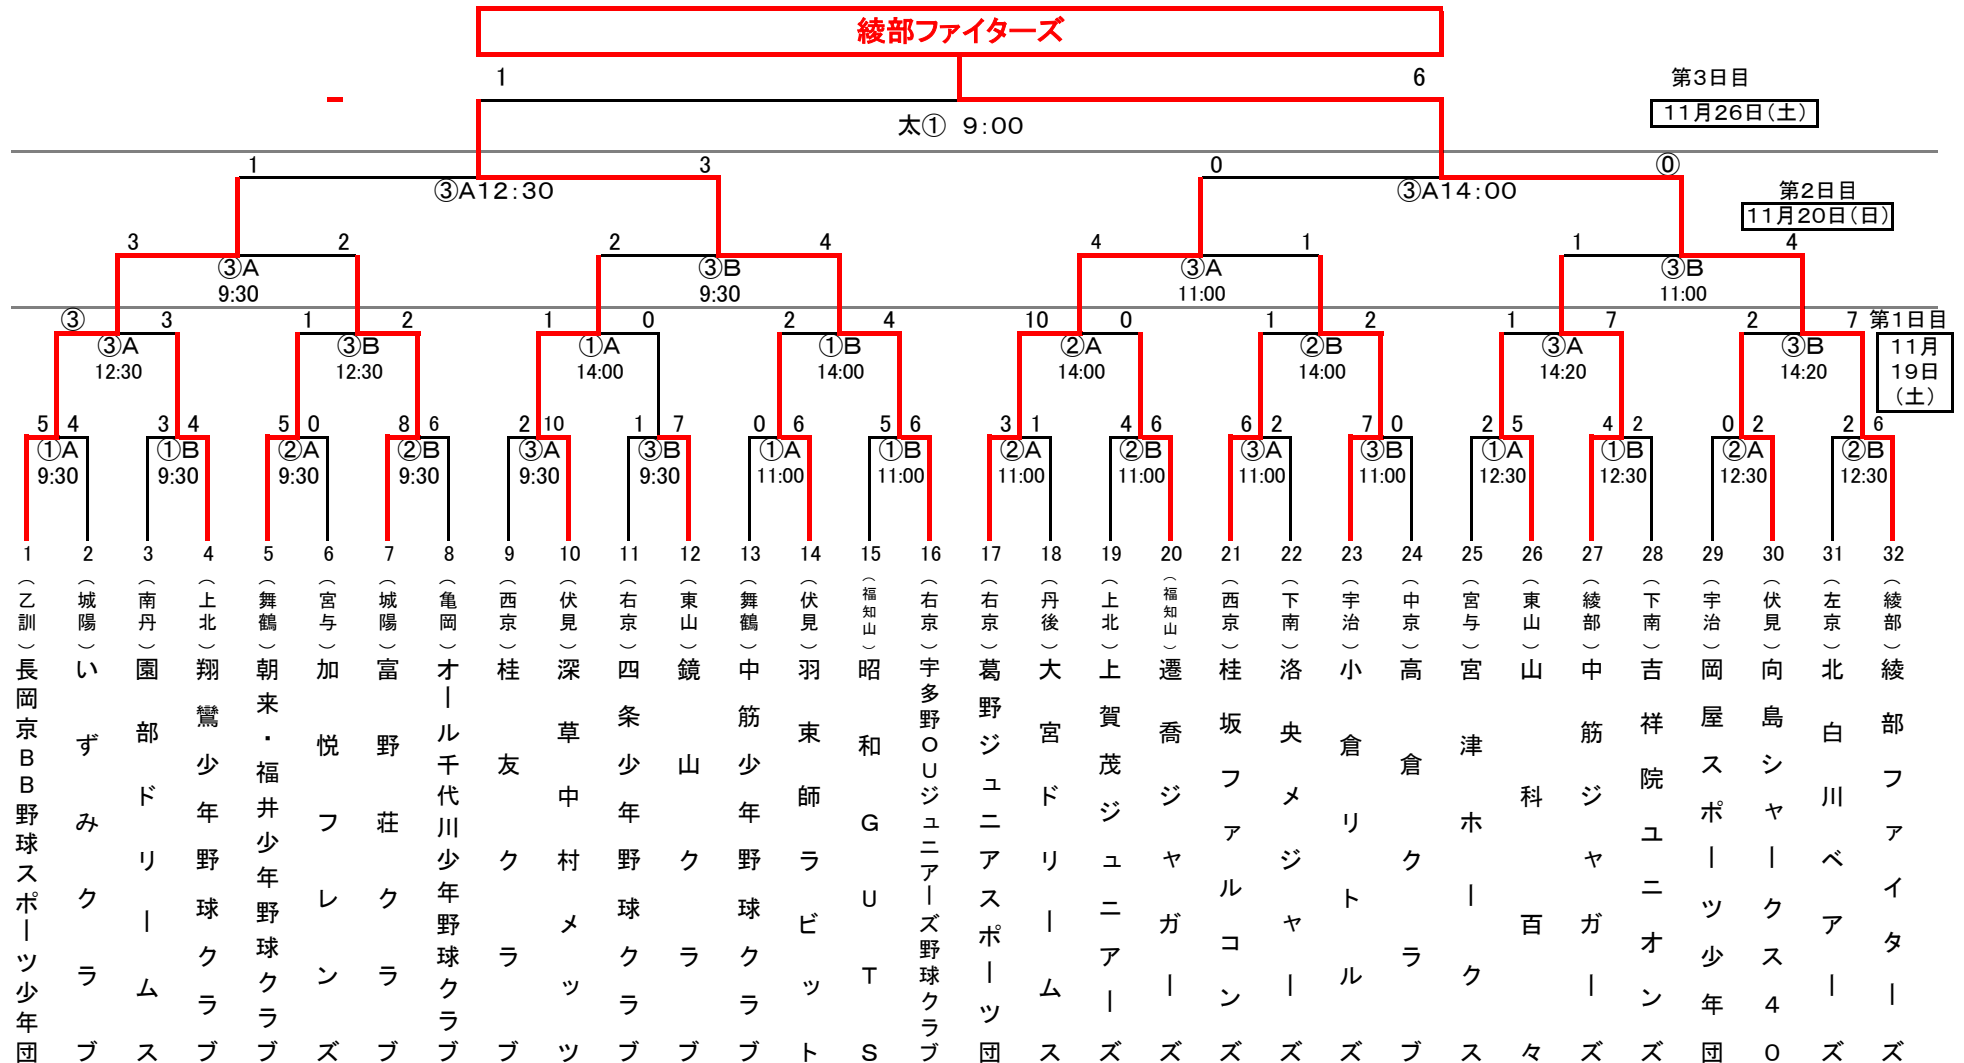 綾部ファイターズ
1 6 第3日目
11月26日(土)
太① 9:00
1 3 0 ⓪
③A12:30 ③A14:00 第2日目
11月20日(日)
3 2 2 4 4 1 1 4
③A ③B ③A ③B
9:30 9:30 11:00 11:00
③ 3 1 2 1 0 2 4 10 0 1 2 1 7 2 7 第1日目
③A ③B ①A ①B ②A ②B ③A ③B 11月
12:30 12:30 14:00 14:00 14:00 14:00 14:20 14:20 19日
(土)
5 4 3 4 5 0 8 6 2 10 1 7 0 6 5 6 3 1 4 6 6 2 7 0 2 5 4 2 0 2 2 6
①A ①B ②A ②B ③A ③B ①A ①B ②A ②B ③A ③B ①A ①B ②A ②B
9:30 9:30 9:30 9:30 9:30 9:30 11:00 11:00 11:00 11:00 11:00 11:00 12:30 12:30 12:30 12:30
1 (乙訓)長岡京BB野球スポーツ少年団
2 (城陽)いずみクラブ
3 (南丹)園部ドリームス
4 (上北)翔鸞少年野球クラブ
5 (舞鶴)朝来・福井少年野球クラブ
6 (宮与)加悦フレンズ
7 (城陽)富野荘クラブ
8 (亀岡)オール千代川少年野球クラブ
9 (西京)桂友クラブ
10 (伏見)深草中村メッツ
11 (右京)四条少年野球クラブ
12 (東山)鏡山クラブ
13 (舞鶴)中筋少年野球クラブ
14 (伏見)羽束師ラビット
15 (福知山)昭和GUTS
16 (右京)宇多野OUジュニアーズ野球クラブ
17 (右京)葛野ジュニアスポーツ団
18 (丹後)大宮ドリームス
19 (上北)上賀茂ジュニアーズ
20 (福知山)遷喬ジャガーズ
21 (西京)桂坂ファルコンズ
22 (下南)洛央メジャーズ
23 (宇治)小倉リトルズ
24 (中京)高倉クラブ
25 (宮与)宮津ホークス
26 (東山)山科百々
27 (綾部)中筋ジャガーズ
28 (下南)吉祥院ユニオンズ
29 (宇治)岡屋スポーツ少年団
30 (伏見)向島シャークス40
31 (左京)北白川ベアーズ
32 (綾部)綾部ファイターズ